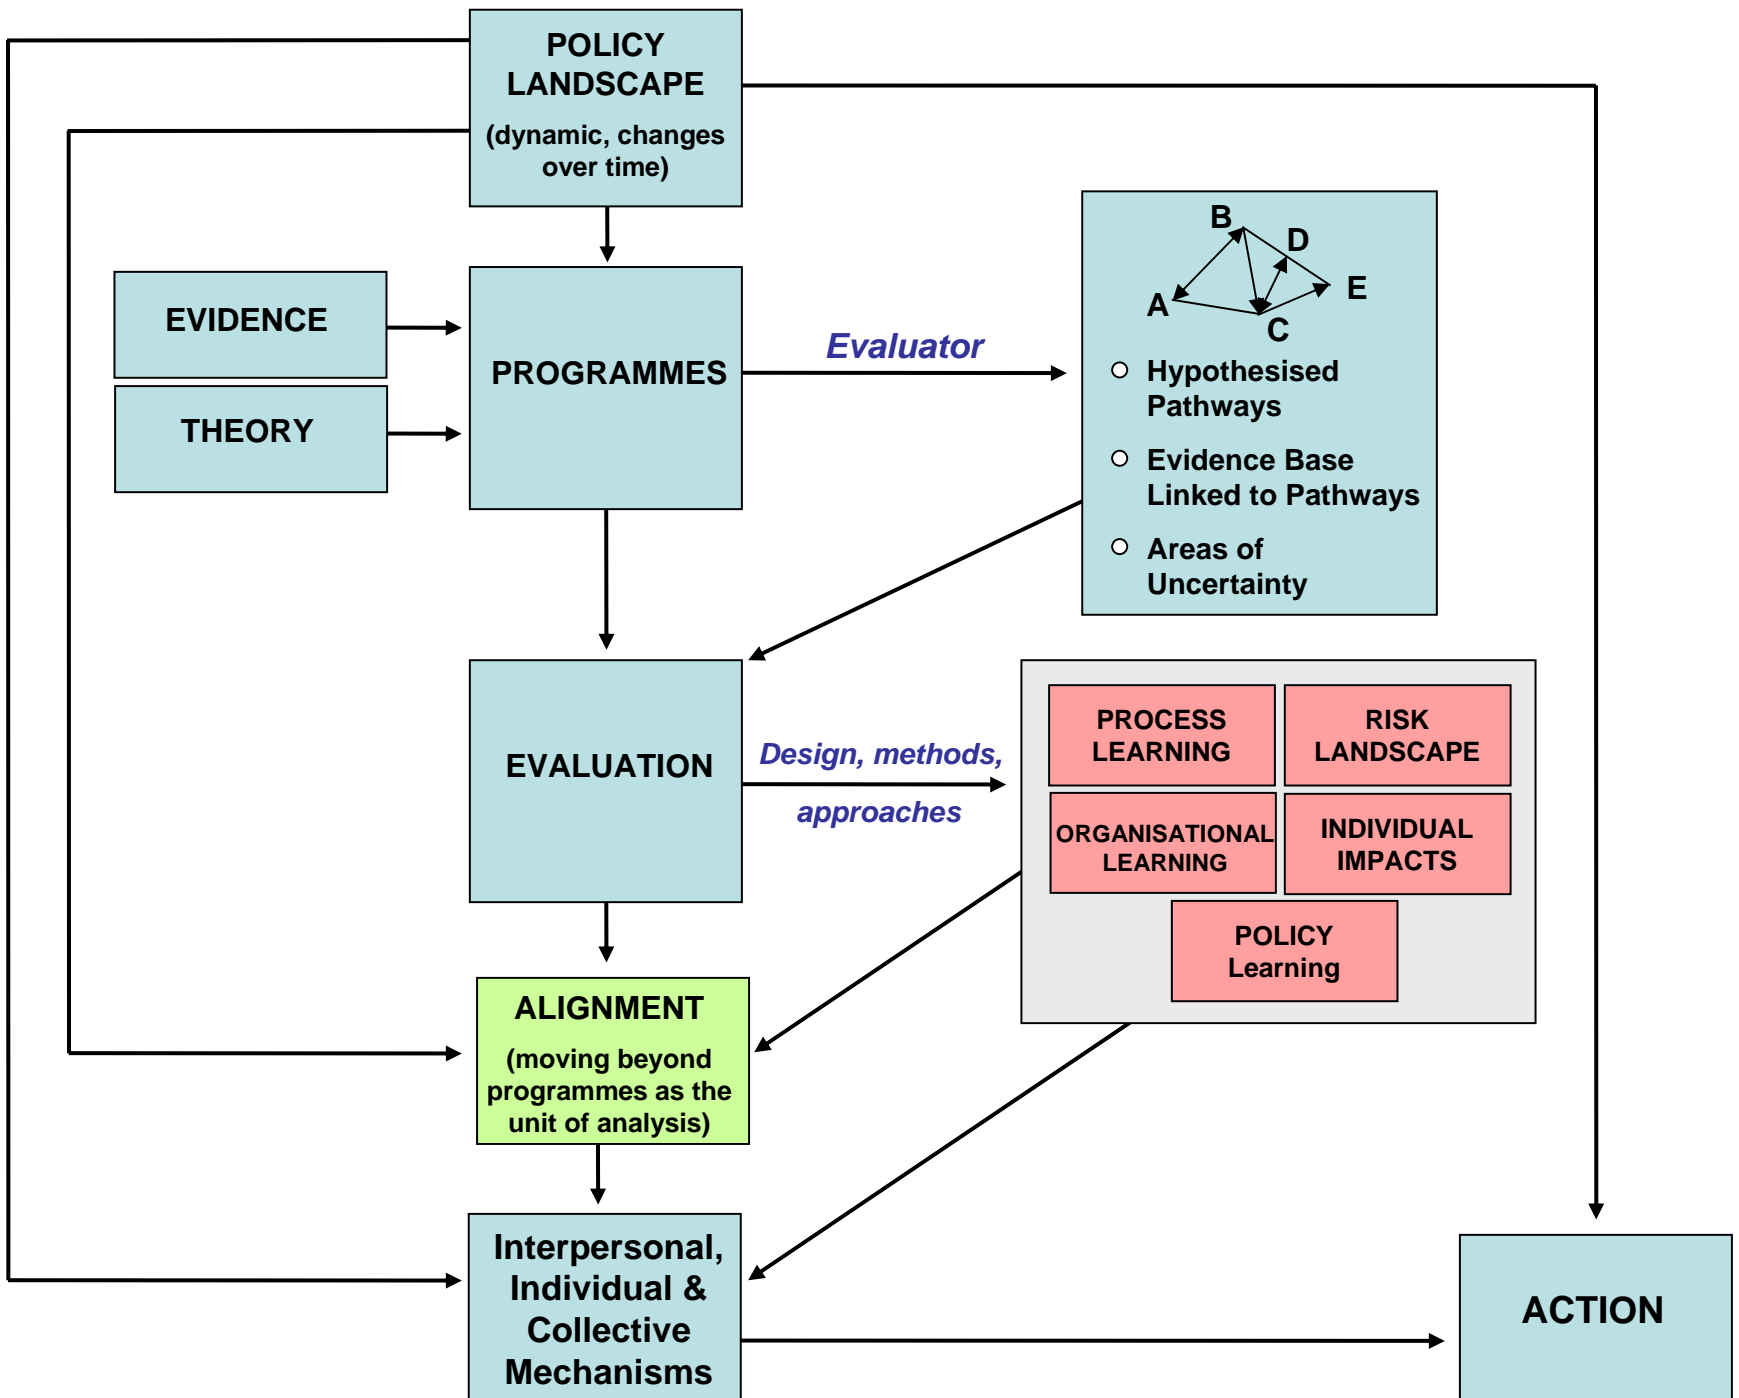 POLICY
LANDSCAPE
(dynamic, changes
over time)
EVIDENCE
THEORY
PROGRAMMES
Evaluator
B
D
E
A
C
Hypothesised
Pathways
Evidence Base
Linked to Pathways
Areas of
Uncertainty
EVALUATION
Design, methods,
approaches
PROCESS
LEARNING
RISK
LANDSCAPE
ORGANISATIONAL
LEARNING
INDIVIDUAL
IMPACTS
POLICY
Learning
ALIGNMENT
(moving beyond
programmes as the
unit of analysis)
Interpersonal,
Individual &
Collective
Mechanisms
ACTION